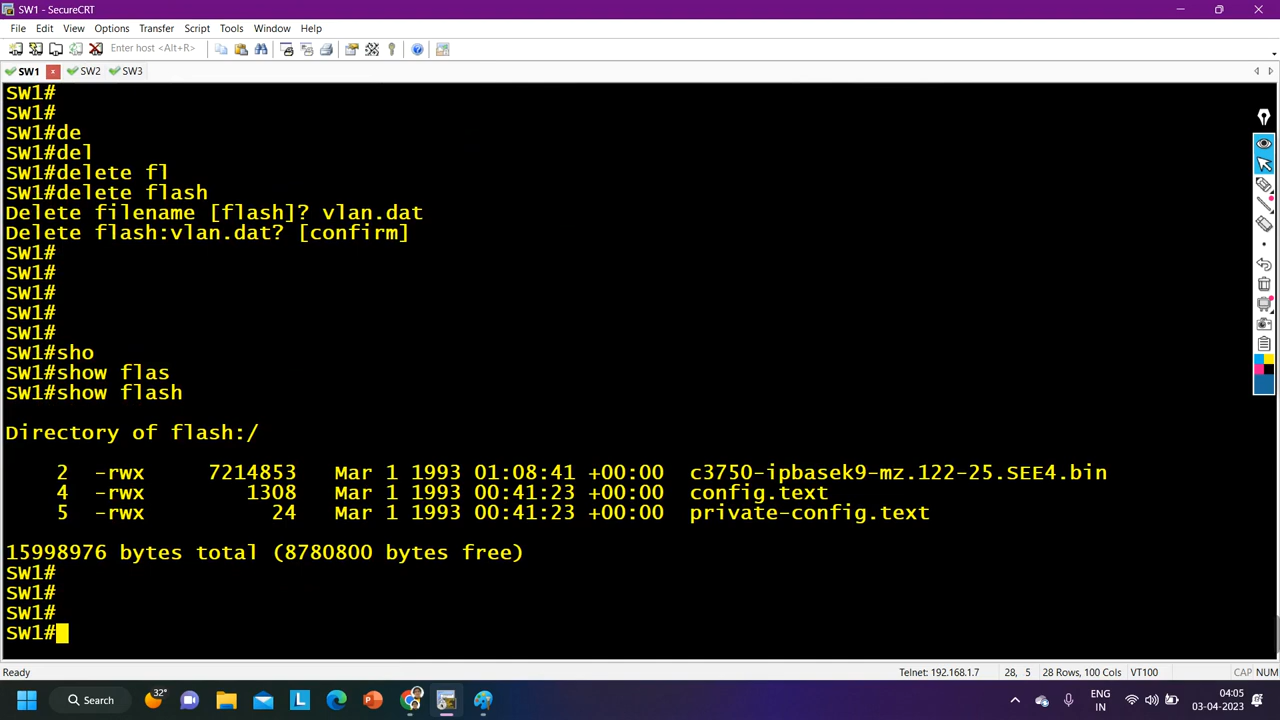 SW1 - SecureCRT
File Edit View Options Transfer Script Tools Window Help
Enter host <Alt+R>
SW1 x SW2 SW3
SW1#
SW1#
SW1#de
SW1#del
SW1#delete fl
SW1#delete flash
Delete filename [flash]? vlan.dat
Delete flash:vlan.dat? [confirm]
SW1#
SW1#
SW1#
SW1#
SW1#
SW1#sho
SW1#show flas
SW1#show flash
Directory of flash:/
2 -rwx 7214853 Mar 1 1993 01:08:41 +00:00 c3750-ipbasek9-mz.122-25.SEE4.bin
4 -rwx 1308 Mar 1 1993 00:41:23 +00:00 config.text
5 -rwx 24 Mar 1 1993 00:41:23 +00:00 private-config.text
15998976 bytes total (8780800 bytes free)
SW1#
SW1#
SW1#
SW1#
Ready Telnet: 192.168.1.7 28, 5 28 Rows, 100 Cols VT100 CAP NUM
Search 32° L ENG 04:05
IN 03-04-2023